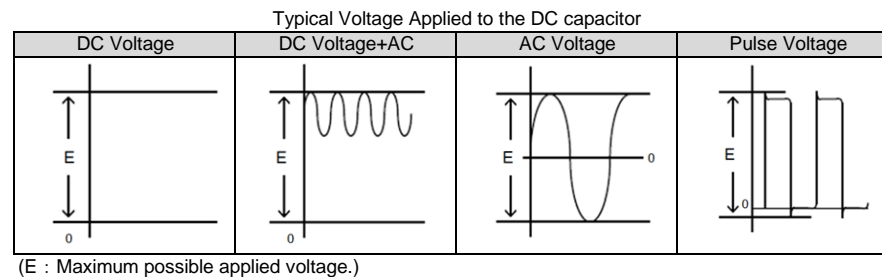 Typical Voltage Applied to the DC capacitor
DC Voltage DC Voltage+AC AC Voltage Pulse Voltage
E E E E
0 0 0 0
(E：Maximum possible applied voltage.)